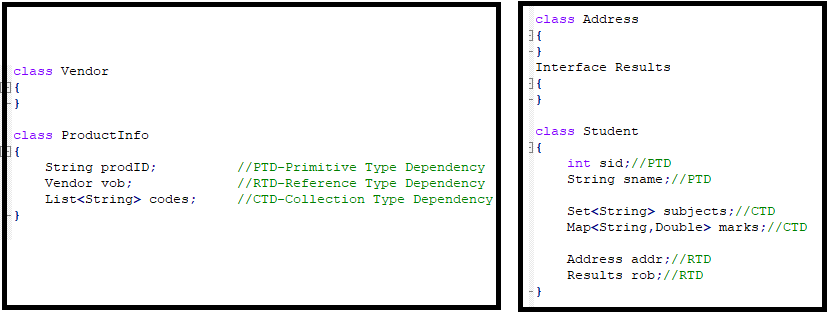 class Vendor
{
}
class ProductInfo
{
String prodID; //PTD-Primitive Type Dependency
Vendor vob; //RTD-Reference Type Dependency
List<String> codes; //CTD-Collection Type Dependency
}
class Address
{
}
Interface Results
{
}
class Student
{
int sid;//PTD
String sname;//PTD
Set<String> subjects;//CTD
Map<String,Double> marks;//CTD
Address addr;//RTD
Results rob;//RTD
}